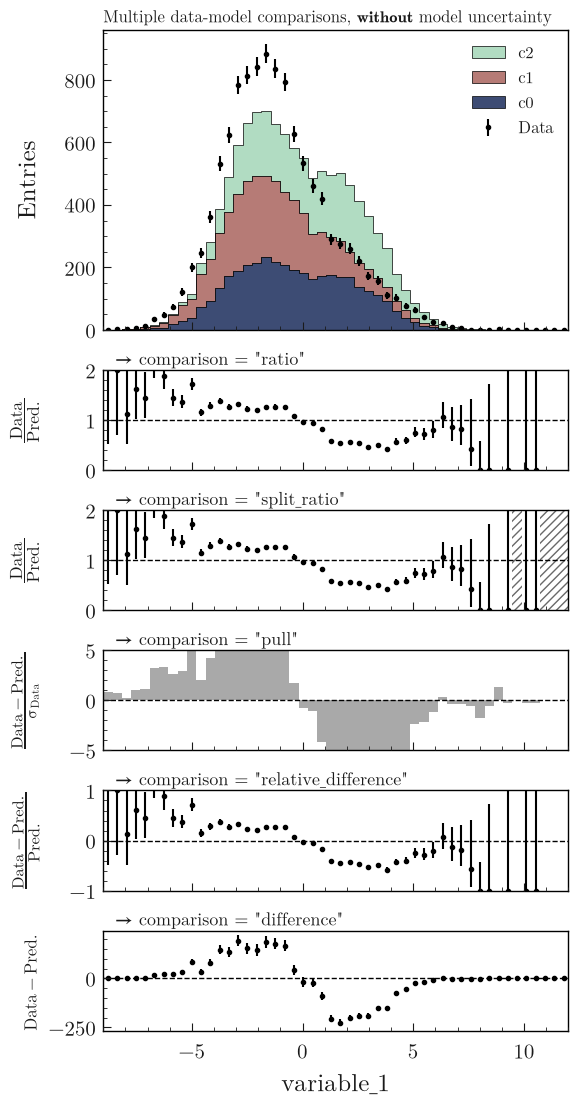 Multiple data-model comparisons, without model uncertainty
Entries
800
600
400
200
0
c2
c1
c0
Data
→ comparison = "ratio"
Data
Pred.
2
1
0
→ comparison = "split_ratio"
Data
Pred.
2
1
0
→ comparison = "pull"
Data − Pred.
σData
5
0
−5
→ comparison = "relative_difference"
Data − Pred.
Pred.
1
0
−1
→ comparison = "difference"
Data − Pred.
0
−250
−5 0 5 10
variable_1